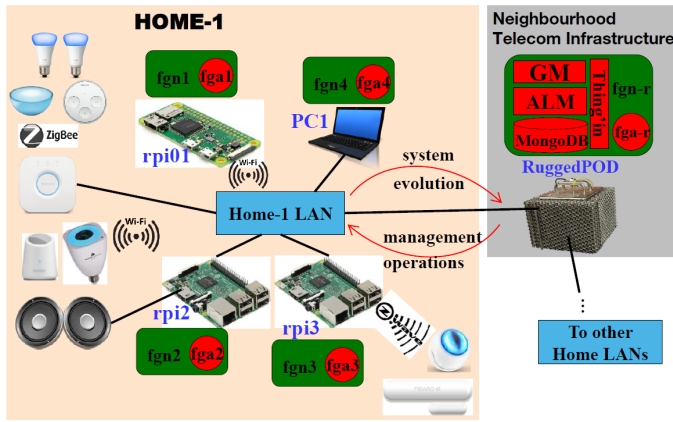 HOME-1
Neighbourhood
Telecom Infrastructure
fgn1
fga1
fgn4
fga4
GM
ALM
MongoDB
Thing'in
fgn-r
fga-r
ZigBee
rpi01
PC1
RuggedPOD
Wi-Fi
system
evolution
Home-1 LAN
Wi-Fi
management
operations
rpi2
rpi3
fgn2
fga2
fgn3
fga3
Z WAVE
...
To other
Home LANs